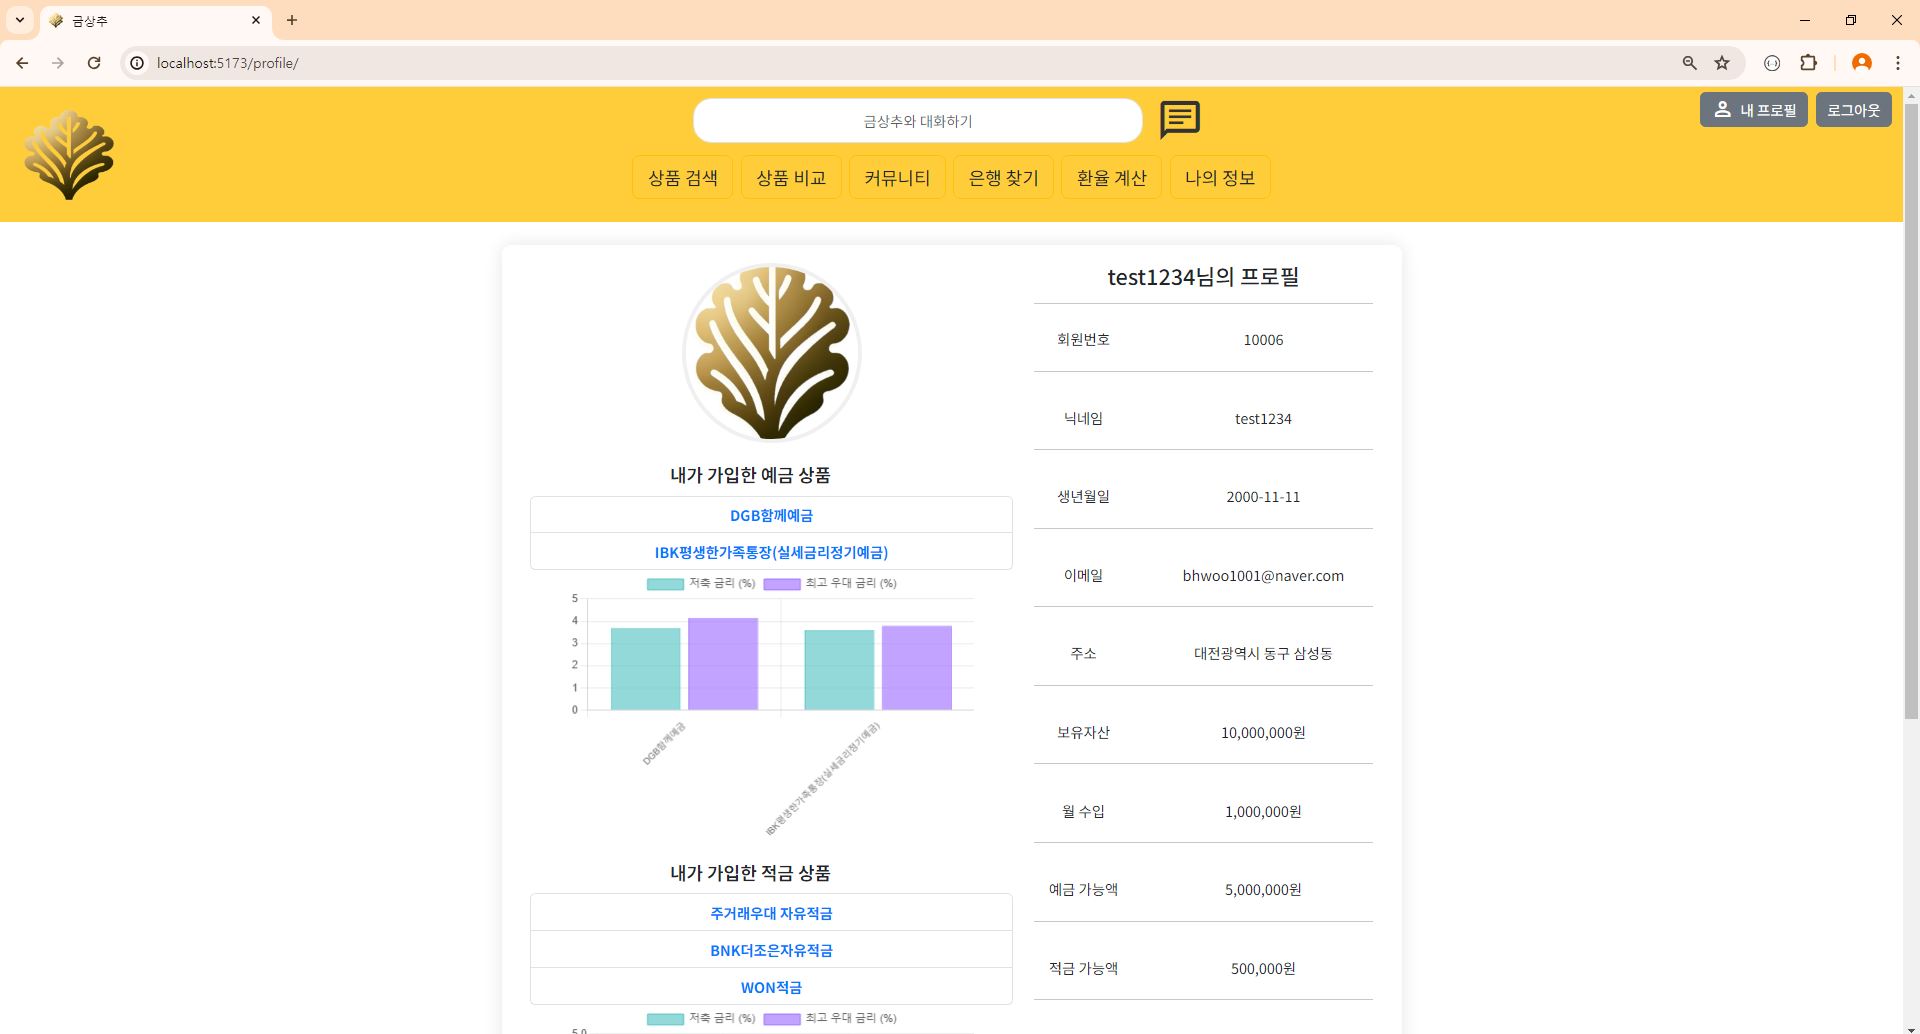 금상추
localhost:5173/profile/
금상추와 대화하기
내 프로필
로그아웃
상품 검색
상품 비교
커뮤니티
은행 찾기
환율 계산
나의 정보
내가 가입한 예금 상품
DGB함께예금
IBK평생한가족통장(실세금리정기예금)
저축 금리 (%)
최고 우대 금리 (%)
5
4
3
2
1
0
DGB함께예금
IBK평생한가족통장(실세금리정기예금)
내가 가입한 적금 상품
주거래우대 자유적금
BNK더조은자유적금
WON적금
저축 금리 (%)
최고 우대 금리 (%)
5.0
test1234님의 프로필
회원번호 10006
닉네임 test1234
생년월일 2000-11-11
이메일 bhwoo1001@naver.com
주소 대전광역시 동구 삼성동
보유자산 10,000,000원
월 수입 1,000,000원
예금 가능액 5,000,000원
적금 가능액 500,000원